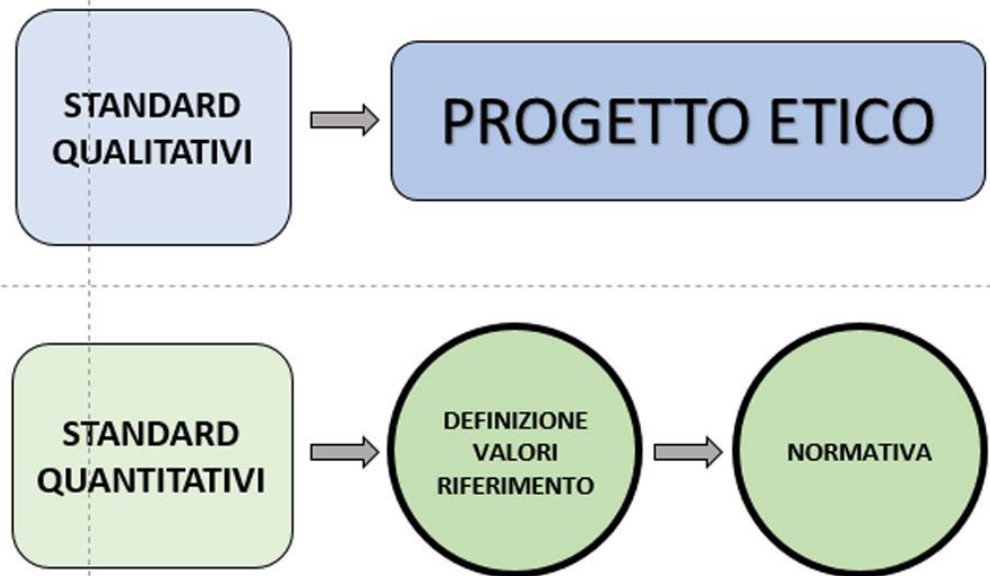 STANDARD
QUALITATIVI
PROGETTO ETICO
STANDARD
QUANTITATIVI
DEFINIZIONE
VALORI
RIFERIMENTO
NORMATIVA